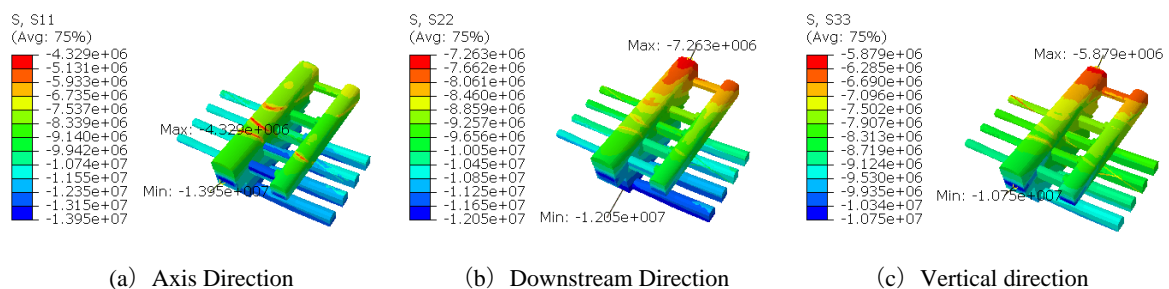 S, S11
(Avg: 75%)
-4.329e+06
-5.131e+06
-5.933e+06
-6.735e+06
-7.537e+06
-8.339e+06
-9.140e+06
-9.942e+06
-1.074e+07
-1.155e+07
-1.235e+07
-1.315e+07
-1.395e+07
Max: -4.329e+006
Min: -1.395e+007
(a) Axis Direction
S, S22
(Avg: 75%)
-7.263e+06
-7.662e+06
-8.061e+06
-8.460e+06
-8.859e+06
-9.257e+06
-9.656e+06
-1.005e+07
-1.045e+07
-1.085e+07
-1.125e+07
-1.165e+07
-1.205e+07
Max: -7.263e+006
Min: -1.205e+007
(b) Downstream Direction
S, S33
(Avg: 75%)
-5.879e+06
-6.285e+06
-6.690e+06
-7.096e+06
-7.502e+06
-7.907e+06
-8.313e+06
-8.719e+06
-9.124e+06
-9.530e+06
-9.935e+06
-1.034e+07
-1.075e+07
Max: -5.879e+006
Min: -1.075e+007
(c) Vertical direction